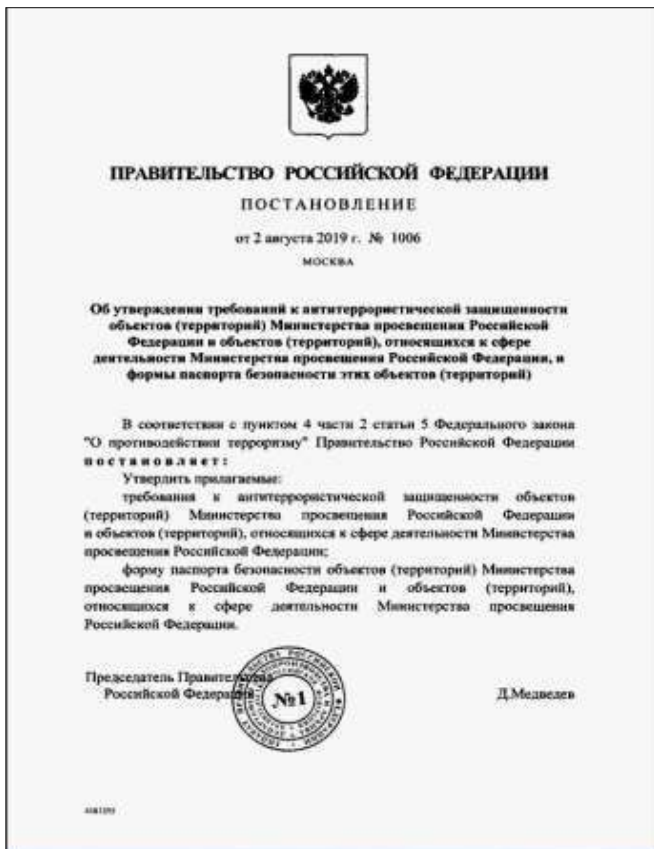 ПРАВИТЕЛЬСТВО РОССИЙСКОЙ ФЕДЕРАЦИИ
ПОСТАНОВЛЕНИЕ
от 2 августа 2019 г. № 1006
МОСКВА
Об утверждении требований к антитеррористической защищенности
объектов (территорий) Министерства просвещения Российской
Федерации и объектов (территорий), относящихся к сфере
деятельности Министерства просвещения Российской Федерации, и
формы паспорта безопасности этих объектов (территорий)
В соответствии с пунктом 4 части 2 статьи 5 Федерального закона
"О противодействии терроризму" Правительство Российской Федерации
постановляет:
Утвердить прилагаемые:
требования к антитеррористической защищенности объектов
(территорий) Министерства просвещения Российской Федерации
и объектов (территорий), относящихся к сфере деятельности Министерства
просвещения Российской Федерации;
форму паспорта безопасности объектов (территорий) Министерства
просвещения Российской Федерации и объектов (территорий),
относящихся к сфере деятельности Министерства просвещения
Российской Федерации.
Председатель Правительства
Российской Федерации
№1
Д.Медведев